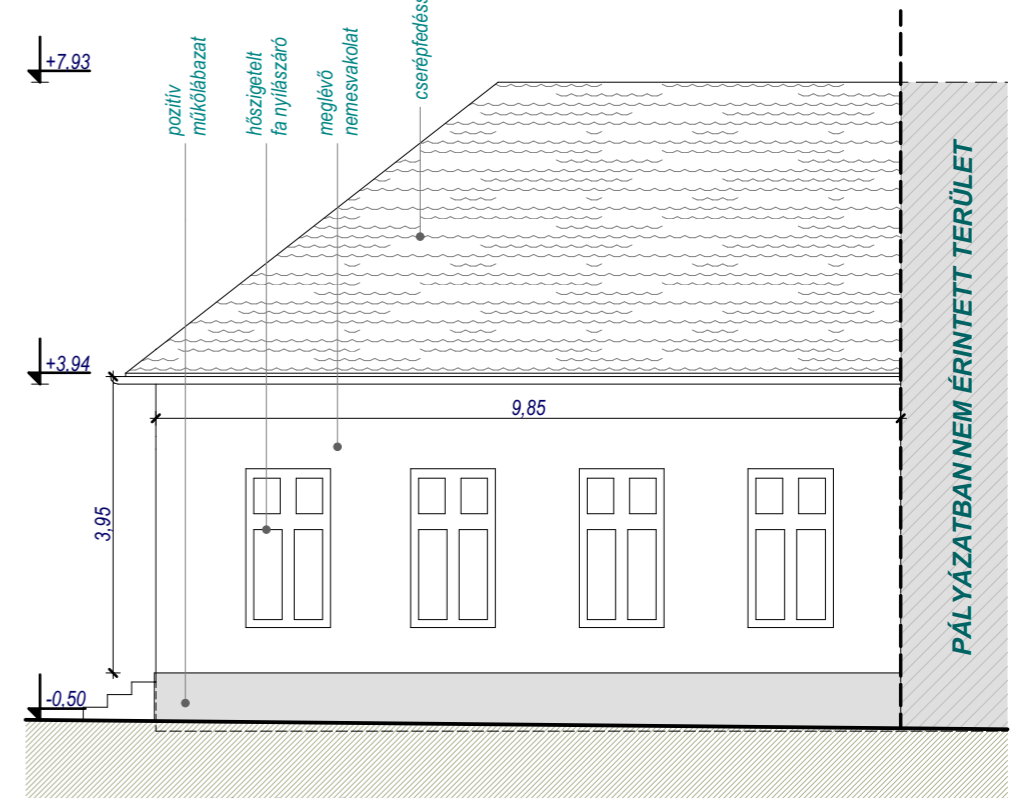 +7.93
pozitív
műkőlábazat
hőszigetelt
fa nyílászáró
meglévő
nemesvakolat
cserépfedéss
+3.94
9,85
3,95
-0.50
PÁLYÁZATBAN NEM ÉRINTETT TERÜLET